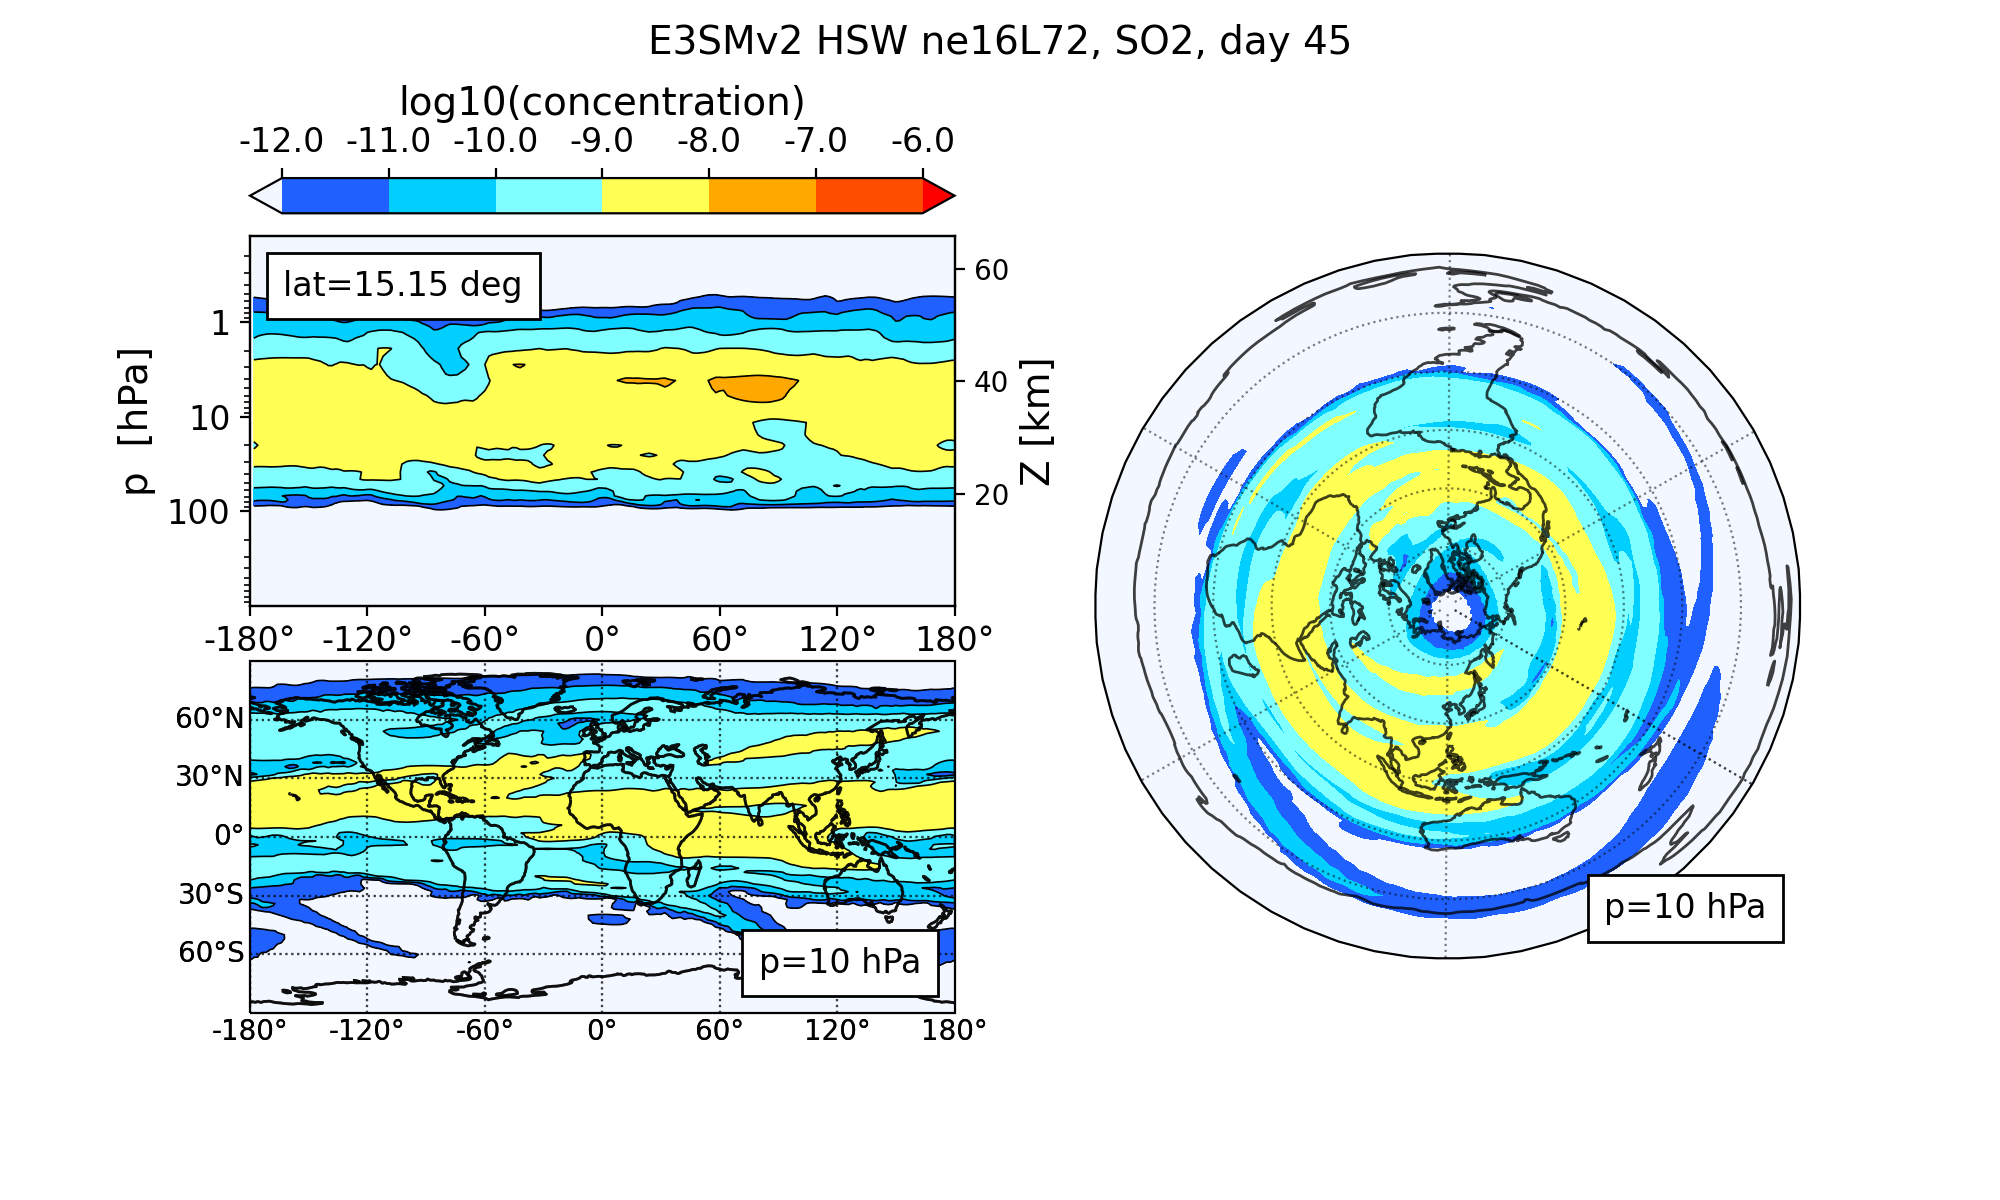 E3SMv2 HSW ne16L72, SO2, day 45
log10(concentration)
-12.0 -11.0 -10.0 -9.0 -8.0 -7.0 -6.0
lat=15.15 deg
p [hPa]
1
10
100
60
40
20
Z [km]
-180° -120° -60° 0° 60° 120° 180°
60°N
30°N
0°
30°S
60°S
p=10 hPa
-180° -120° -60° 0° 60° 120° 180°
p=10 hPa